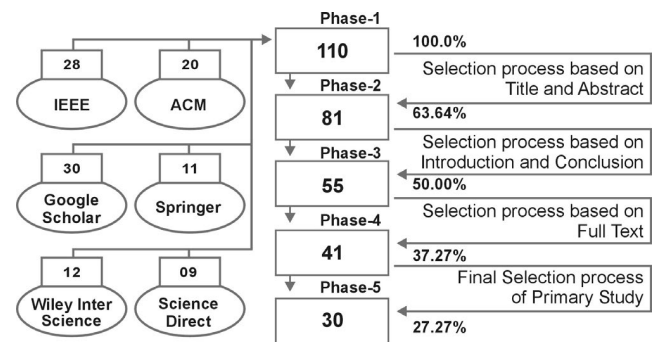 28
IEEE
20
ACM
30
Google
Scholar
11
Springer
12
Wiley Inter
Science
09
Science
Direct
Phase-1
110
100.0%
Selection process based on
Title and Abstract
Phase-2
81
63.64%
Selection process based on
Introduction and Conclusion
Phase-3
55
50.00%
Selection process based on
Full Text
Phase-4
41
37.27%
Final Selection process
of Primary Study
Phase-5
30
27.27%